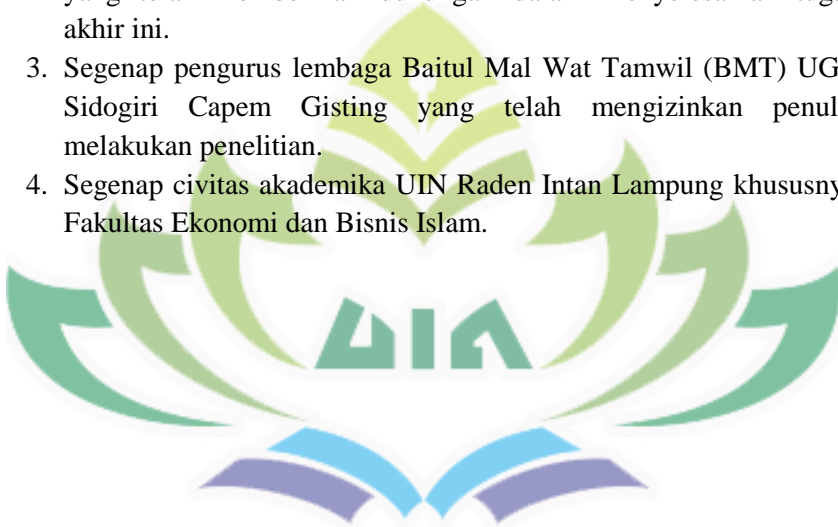 akhir ini.
3. Segenap pengurus lembaga Baitul Mal Wat Tamwil (BMT) UG
Sidogiri Capem Gisting yang telah mengizinkan penul
melakukan penelitian.
4. Segenap civitas akademika UIN Raden Intan Lampung khususny
Fakultas Ekonomi dan Bisnis Islam.
UIN